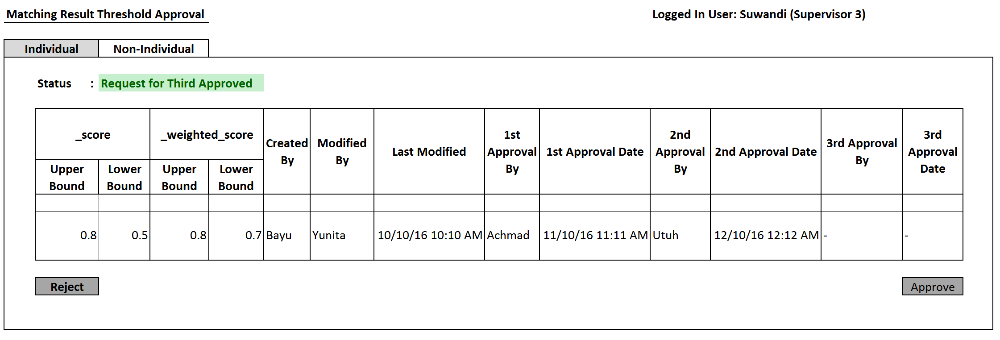 Matching Result Threshold Approval
Logged In User: Suwandi (Supervisor 3)
Individual
Non-Individual
Status : Request for Third Approved
_score
_weighted_score
Created
By
Modified
By
Last Modified
1st
Approval
By
1st Approval Date
2nd
Approval
By
2nd Approval Date
3rd Approval
By
3rd
Approval
Date
Upper
Bound
Lower
Bound
Upper
Bound
Lower
Bound
0.8 0.5 0.8 0.7 Bayu Yunita 10/10/16 10:10 AM Achmad 11/10/16 11:11 AM Utuh 12/10/16 12:12 AM - -
Reject
Approve